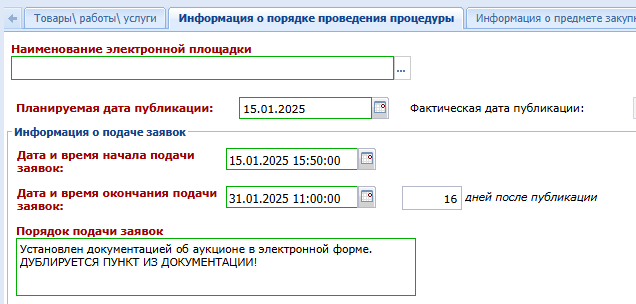 Товары\ работы\ услуги
Информация о порядке проведения процедуры
Информация о предмете закупк
Наименование электронной площадки
...
Планируемая дата публикации: 15.01.2025 Фактическая дата публикации:
Информация о подаче заявок
Дата и время начала подачи
заявок: 15.01.2025 15:50:00
Дата и время окончания подачи
заявок: 31.01.2025 11:00:00 16 дней после публикации
Порядок подачи заявок
Установлен документацией об аукционе в электронной форме.
ДУБЛИРУЕТСЯ ПУНКТ ИЗ ДОКУМЕНТАЦИИ!